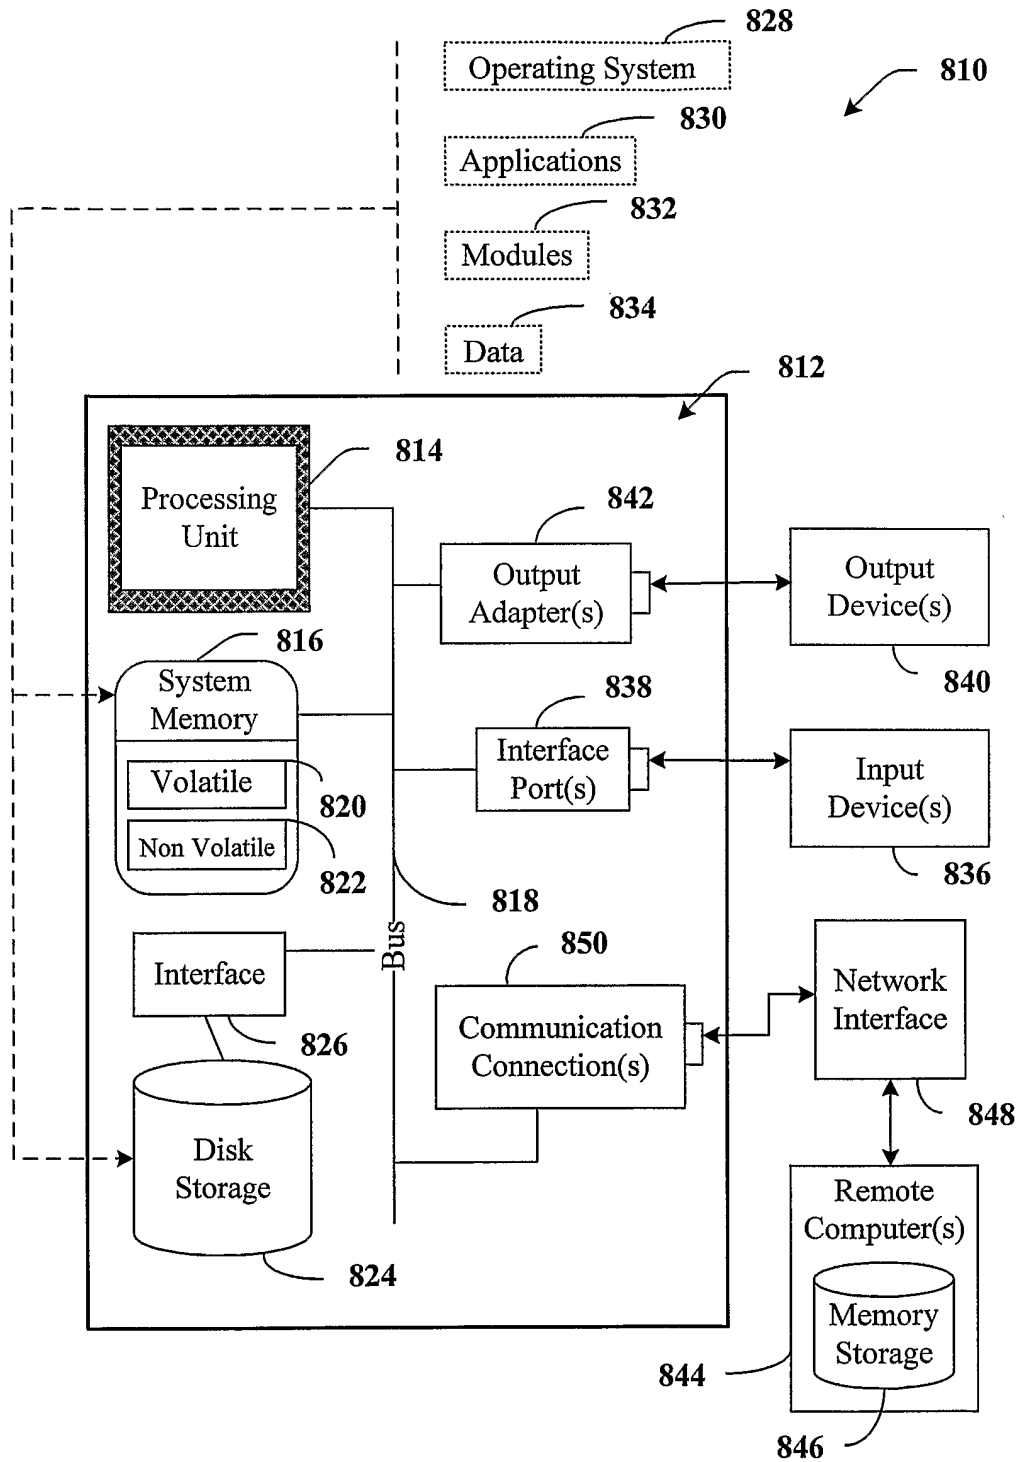 828
Operating System
810
830
Applications
832
Modules
834
Data
812
814
Processing
Unit
842
Output
Adapter(s)
Output
Device(s)
840
816
System
Memory
838
Interface
Port(s)
Input
Device(s)
836
Volatile
820
Non Volatile
822
818
Bus
850
Interface
826
Communication
Connection(s)
Network
Interface
848
Disk
Storage
824
Remote
Computer(s)
Memory
Storage
844
846